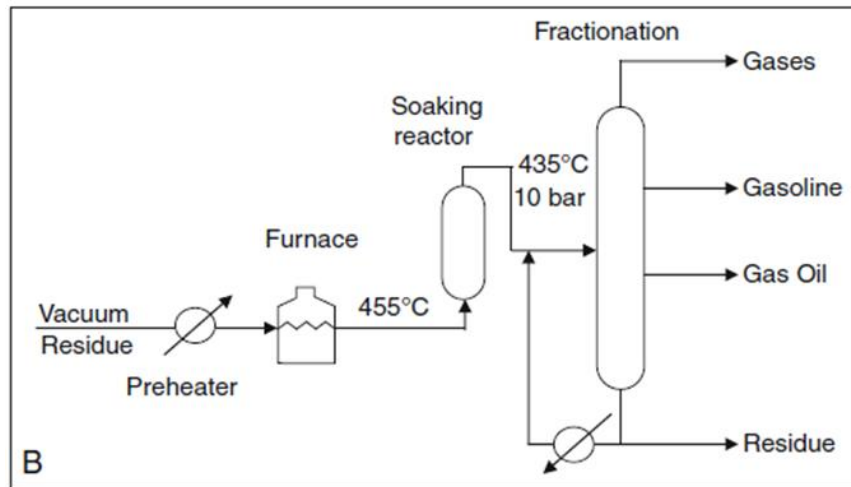 Fractionation
Gases
Soaking
reactor
435°C
10 bar
Gasoline
Furnace
Gas Oil
455°C
Vacuum
Residue
Preheater
Residue
B